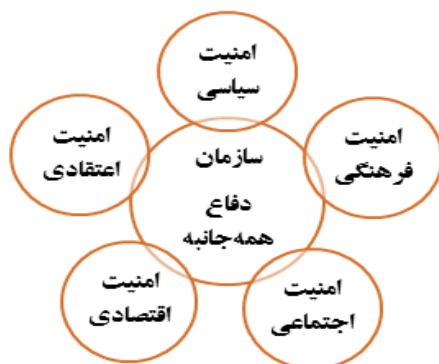 امنیت
سیاسی
امنیت
فرهنگی
امنیت
اعتقادی
سازمان
دفاع
همه‌جانبه
امنیت
اجتماعی
امنیت
اقتصادی